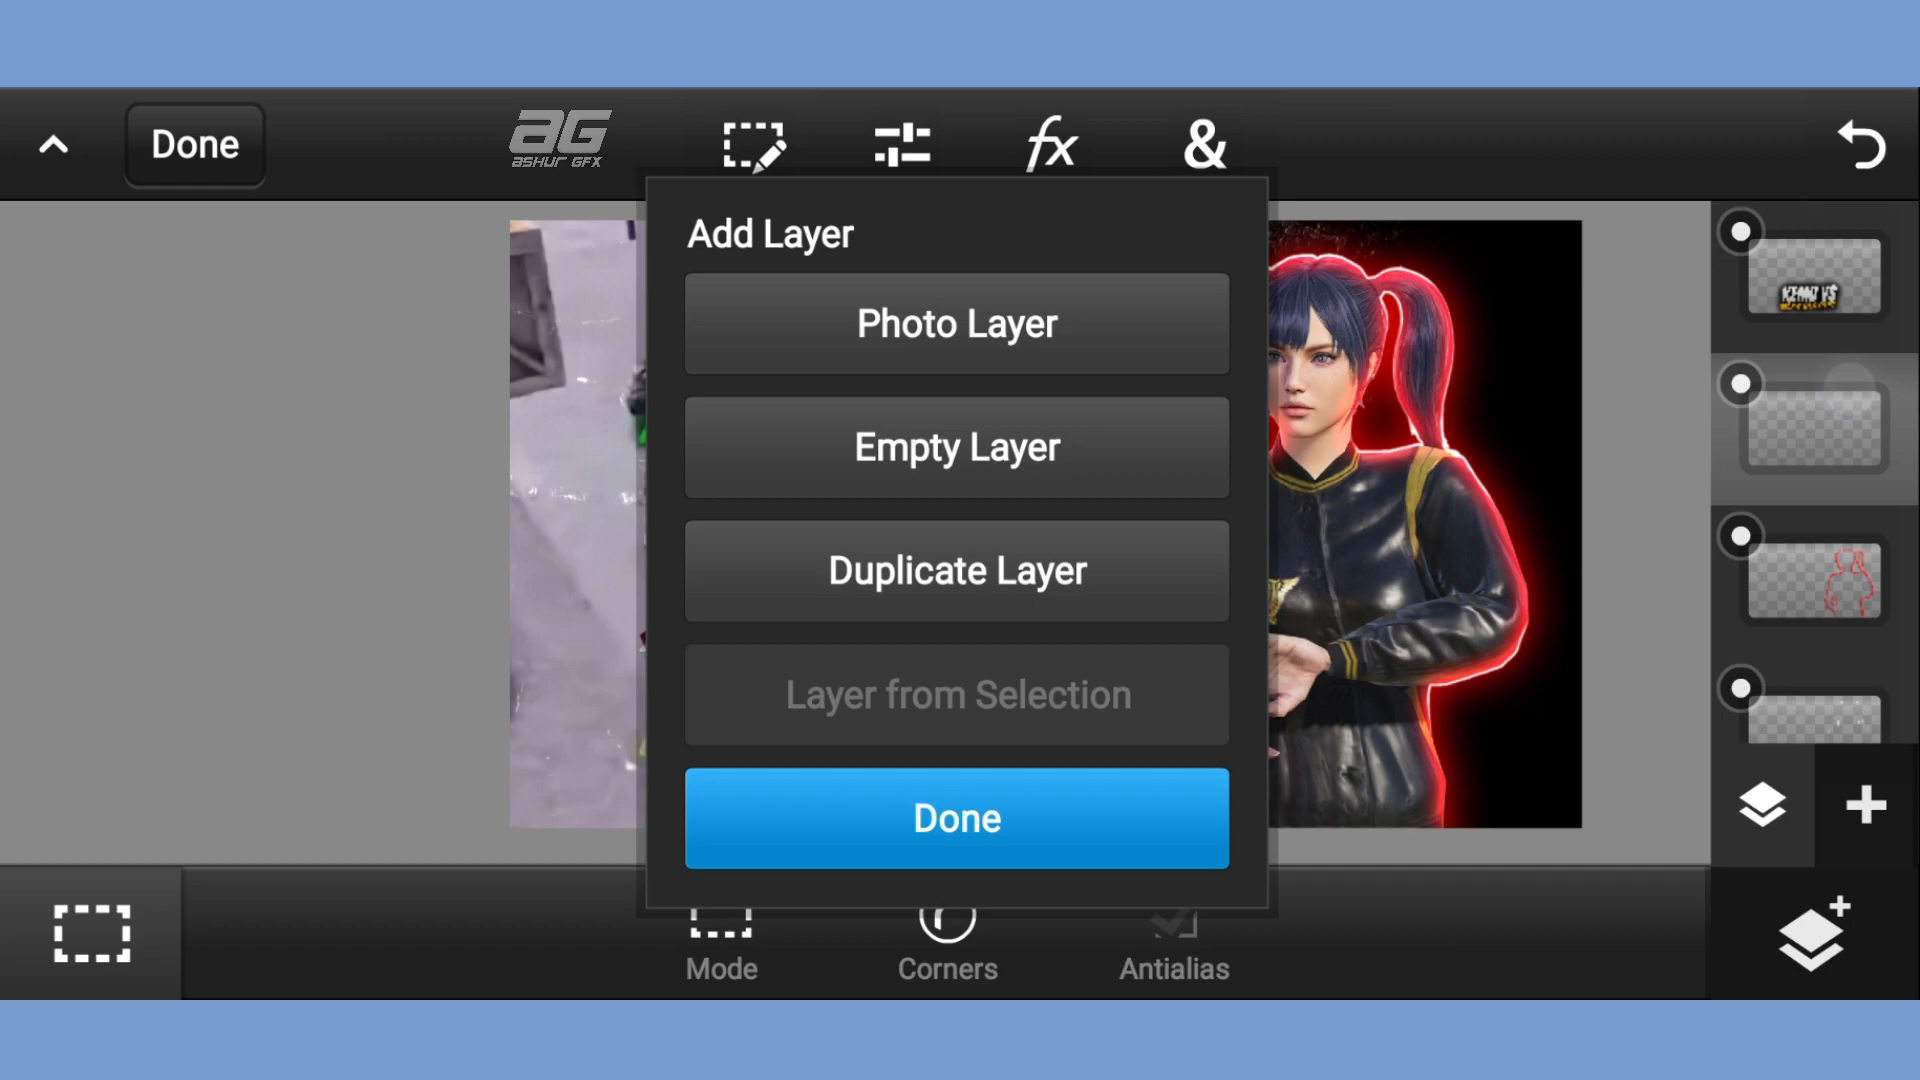 Done
AG
ASHUR GFX
fx
&
Add Layer
Photo Layer
Empty Layer
Duplicate Layer
Layer from Selection
Done
Mode
Corners
Antialias